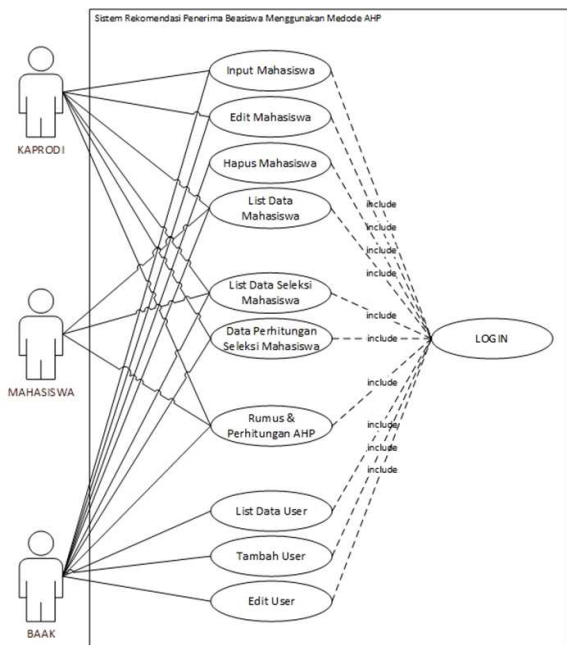 Sistem Rekomendasi Penerima Beasiswa Menggunakan Medode AHP
KAPRODI
MAHASISWA
BAAK
Input Mahasiswa
Edit Mahasiswa
Hapus Mahasiswa
List Data
Mahasiswa
List Data Seleksi
Mahasiswa
Data Perhitungan
Seleksi Mahasiswa
Rumus &
Perhitungan AHP
List Data User
Tambah User
Edit User
include
include
include
include
include
include
include
include
include
LOGIN